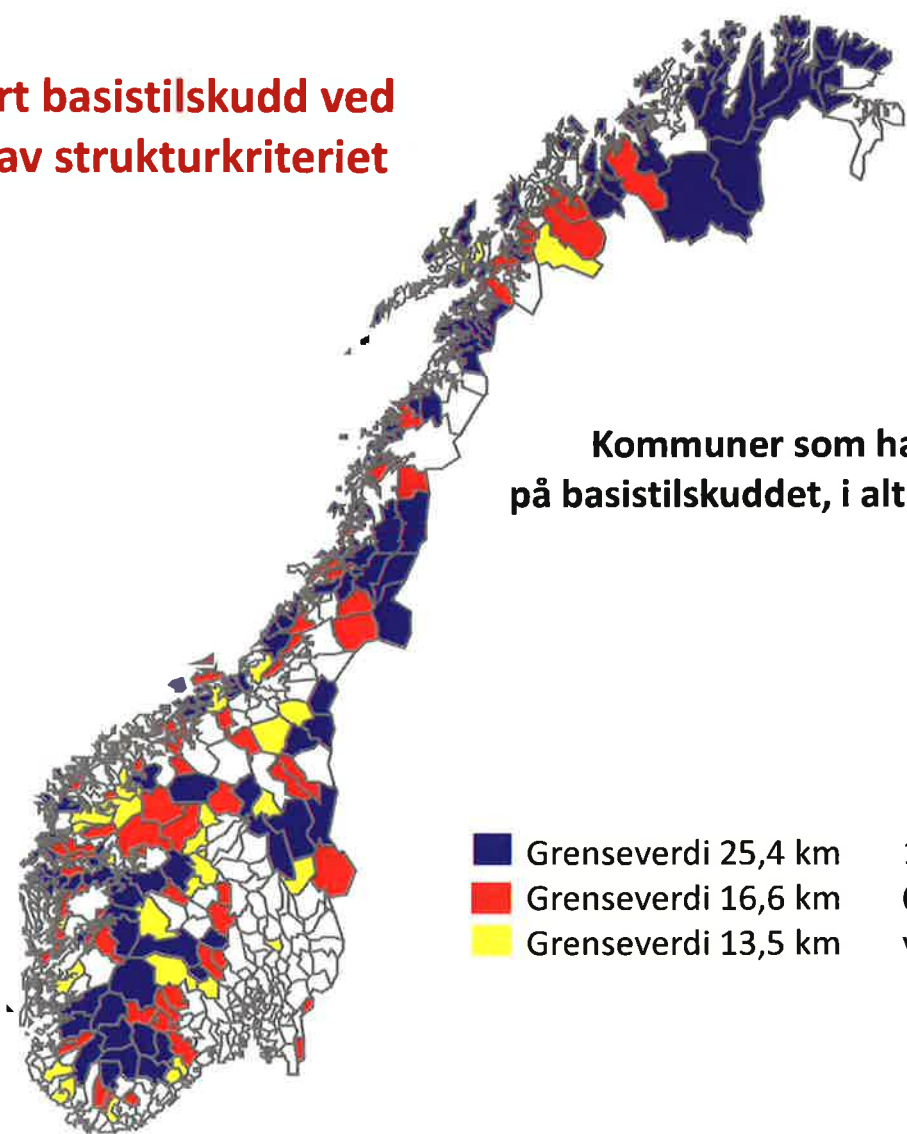 rt basistilskudd ved
av strukturkriteriet
Kommuner som ha
på basistilskuddet, i alt
Grenseverdi 25,4 km
Grenseverdi 16,6 km
Grenseverdi 13,5 km